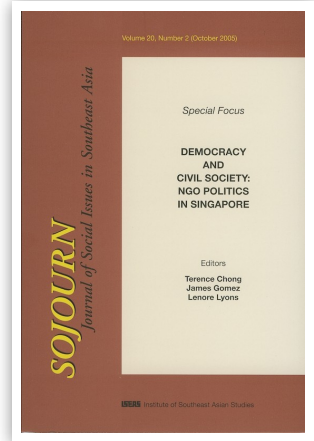 Volume 20, Number 2 (October 2005)
SOJOURN
Journal of Social Issues in Southeast Asia
Special Focus
DEMOCRACY
AND
CIVIL SOCIETY:
NGO POLITICS
IN SINGAPORE
Editors
Terence Chong
James Gomez
Lenore Lyons
ISEAS Institute of Southeast Asian Studies